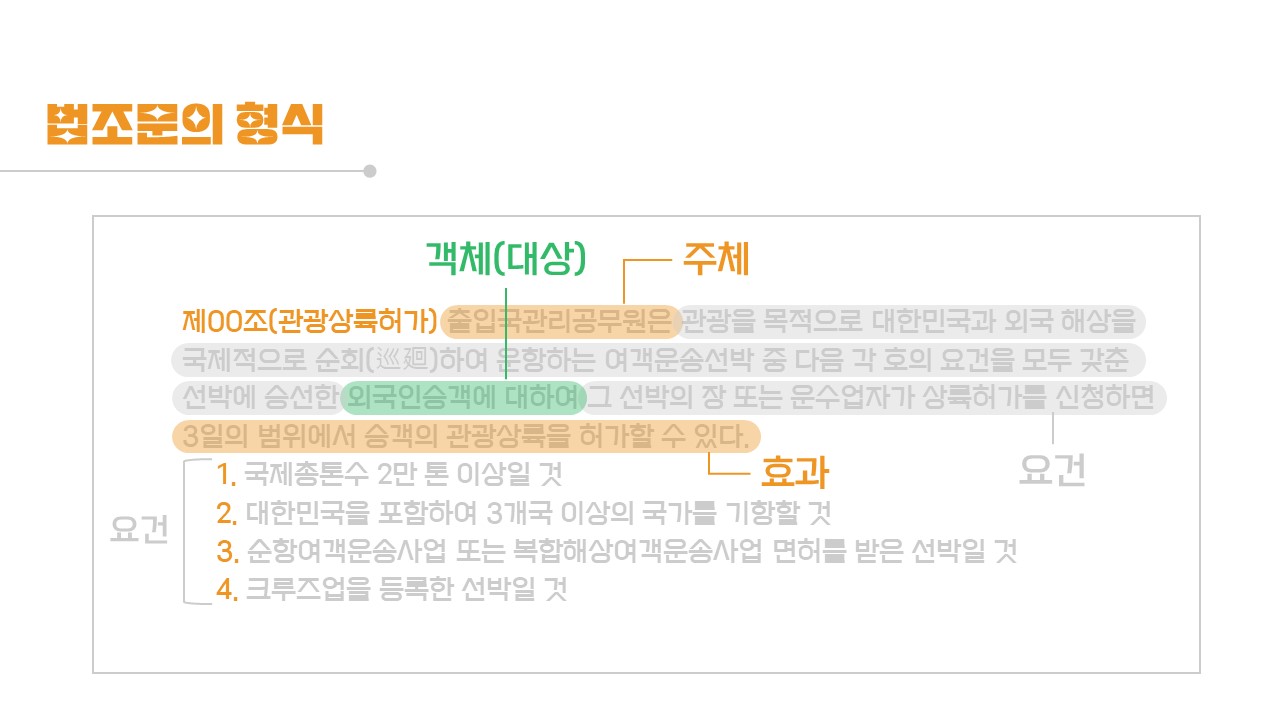 법조문의 형식
객체(대상) 주체
제00조(관광상륙허가) 출입국관리공무원은 관광을 목적으로 대한민국과 외국 해상을
국제적으로 순회(巡廻)하여 운항하는 여객운송선박 중 다음 각 호의 요건을 모두 갖춘
선박에 승선한 외국인승객에 대하여 그 선박의 장 또는 운수업자가 상륙허가를 신청하면
3일의 범위에서 승객의 관광상륙을 허가할 수 있다.
효과 요건
1. 국제총톤수 2만 톤 이상일 것
2. 대한민국을 포함하여 3개국 이상의 국가를 기항할 것
요건
3. 순항여객운송사업 또는 복합해상여객운송사업 면허를 받은 선박일 것
4. 크루즈업을 등록한 선박일 것